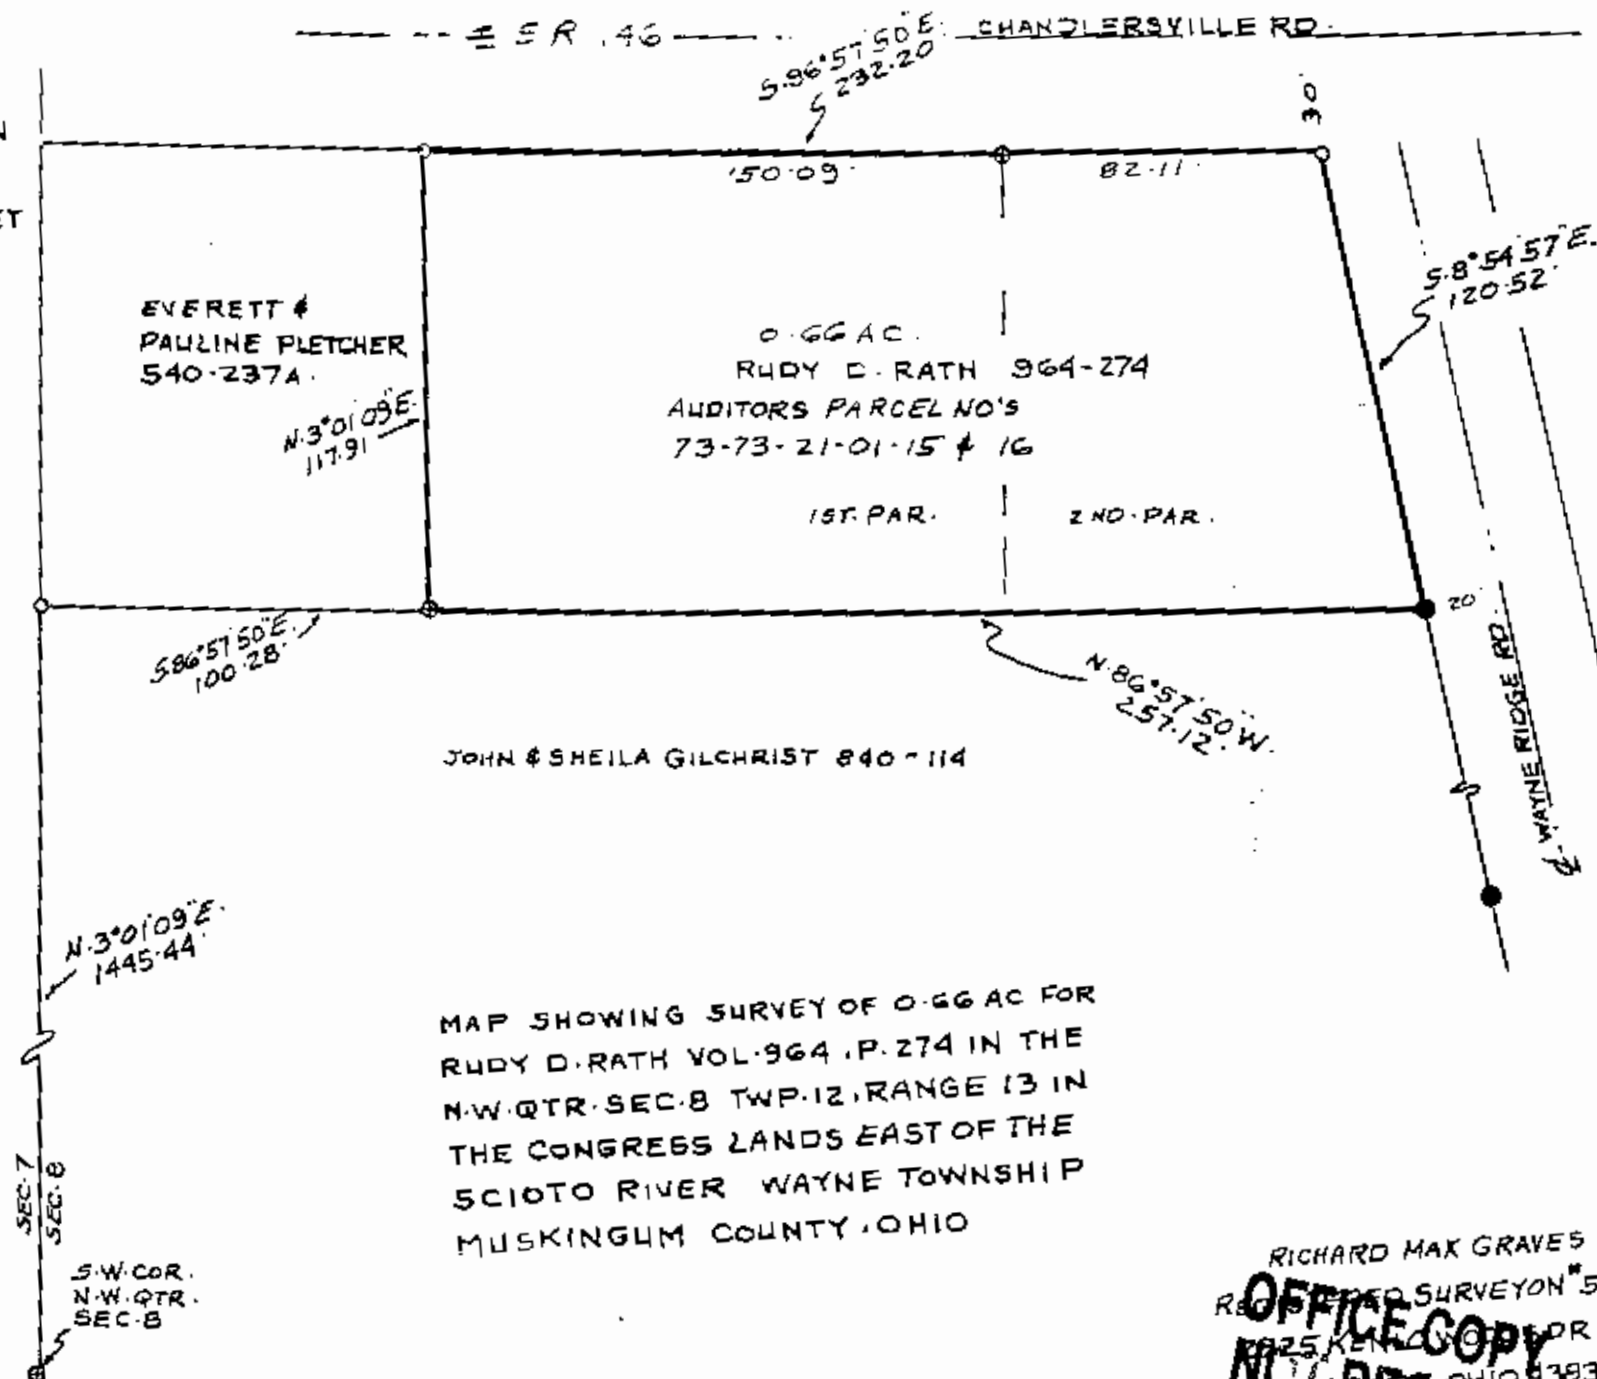 S R .46
S.86°57'50"E.
232.20
CHANDLERSVILLE RD.
30'
150.09'
82.11'
S.8°54'57"E.
120.52'
EVERETT &
PAULINE PLETCHER
540-237A.
0.66 AC.
RUDY D. RATH 964-274
AUDITORS PARCEL NO'S
73-73-21-01-15 & 16
N.3°01'09"E.
117.91'
1ST. PAR.
2ND. PAR.
20'
S.86°57'50"E.
100.28'
N.86°57'50"W.
257.12'
WAYNE RIDGE RD.
JOHN & SHEILA GILCHRIST 840-114
N.3°01'09"E.
1445.44'
MAP SHOWING SURVEY OF 0.66 AC FOR
RUDY D. RATH VOL.964, P.274 IN THE
N.W.QTR.SEC.8 TWP.12, RANGE 13 IN
THE CONGRESS LANDS EAST OF THE
SCIOTO RIVER WAYNE TOWNSHIP
MUSKINGUM COUNTY, OHIO
SEC.7
SEC.8
S.W.COR.
N.W.QTR.
SEC.8
RICHARD MAX GRAVES
SURVEYOR #5
DR
OFFICE COPY
OHIO